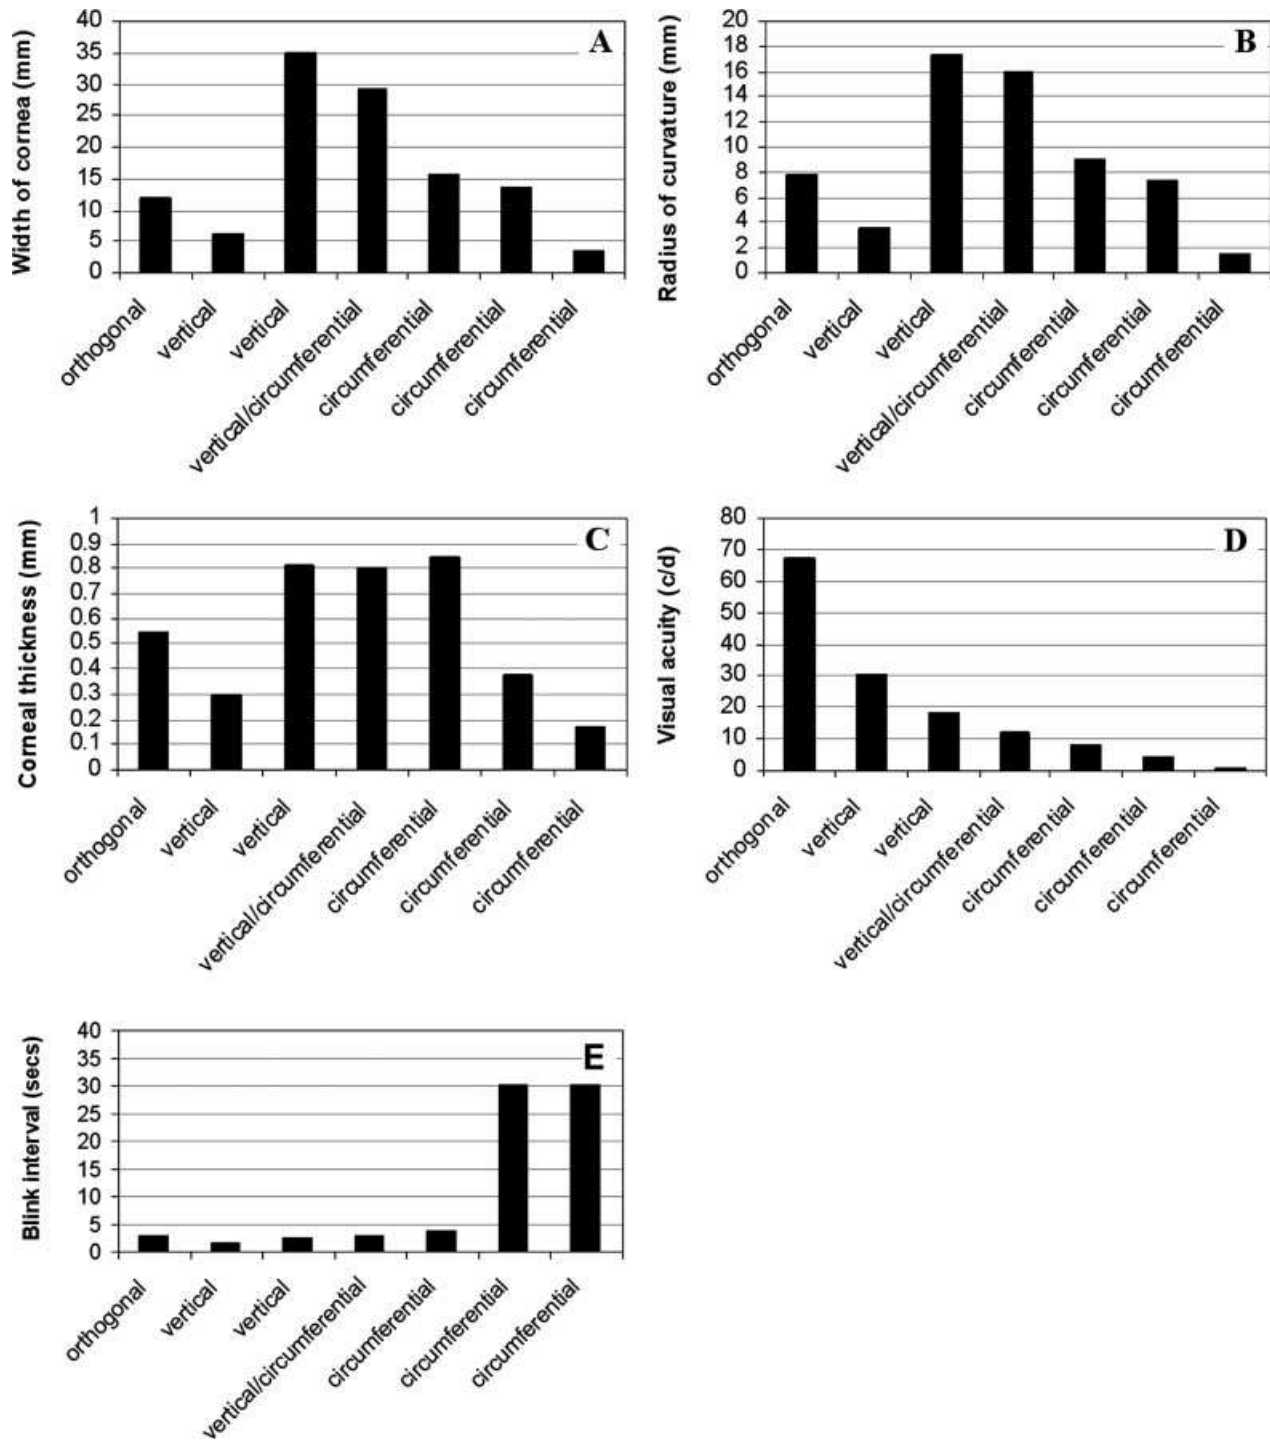 A
Width of cornea (mm)
40
35
30
25
20
15
10
5
0
orthogonal
vertical
vertical
vertical/circumferential
circumferential
circumferential
circumferential
B
Radius of curvature (mm)
20
18
16
14
12
10
8
6
4
2
0
orthogonal
vertical
vertical
vertical/circumferential
circumferential
circumferential
circumferential
C
Corneal thickness (mm)
1
0.9
0.8
0.7
0.6
0.5
0.4
0.3
0.2
0.1
0
orthogonal
vertical
vertical
vertical/circumferential
circumferential
circumferential
circumferential
D
Visual acuity (c/d)
80
70
60
50
40
30
20
10
0
orthogonal
vertical
vertical
vertical/circumferential
circumferential
circumferential
circumferential
E
Blink interval (secs)
40
35
30
25
20
15
10
5
0
orthogonal
vertical
vertical
vertical/circumferential
circumferential
circumferential
circumferential